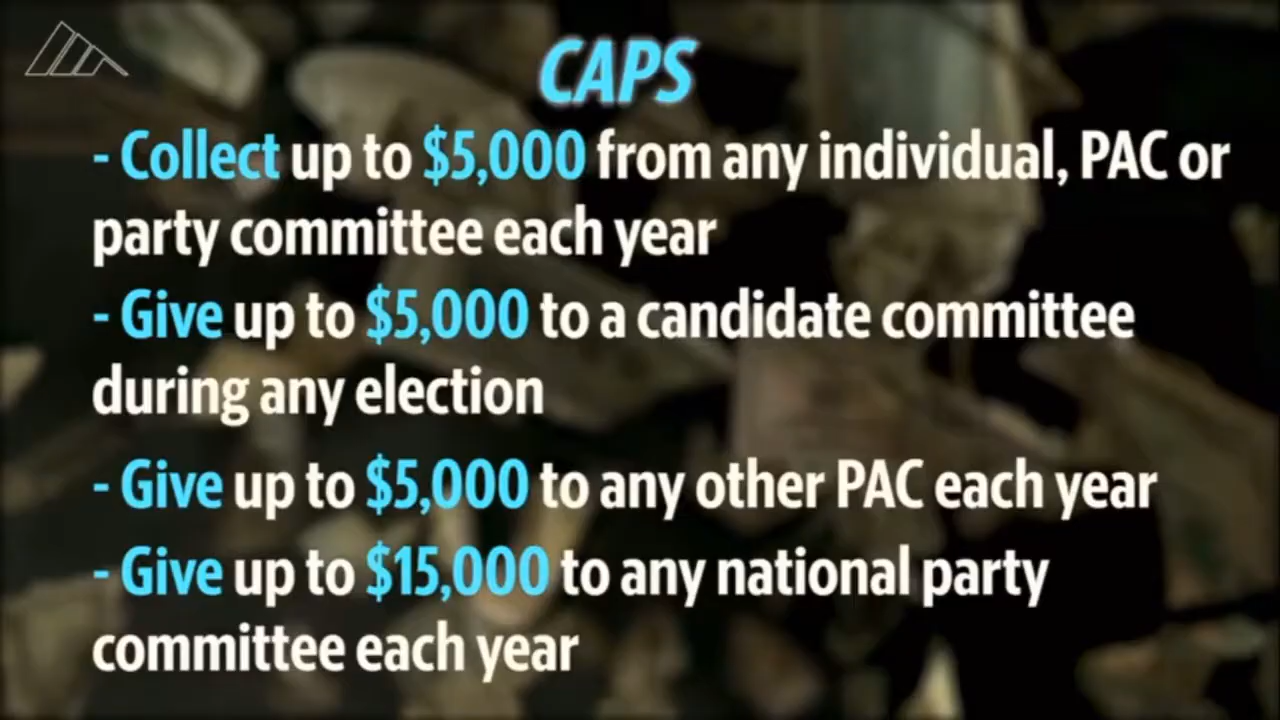 CAPS
- Collect up to $5,000 from any individual, PAC or
party committee each year
- Give up to $5,000 to a candidate committee
during any election
- Give up to $5,000 to any other PAC each year
- Give up to $15,000 to any national party
committee each year